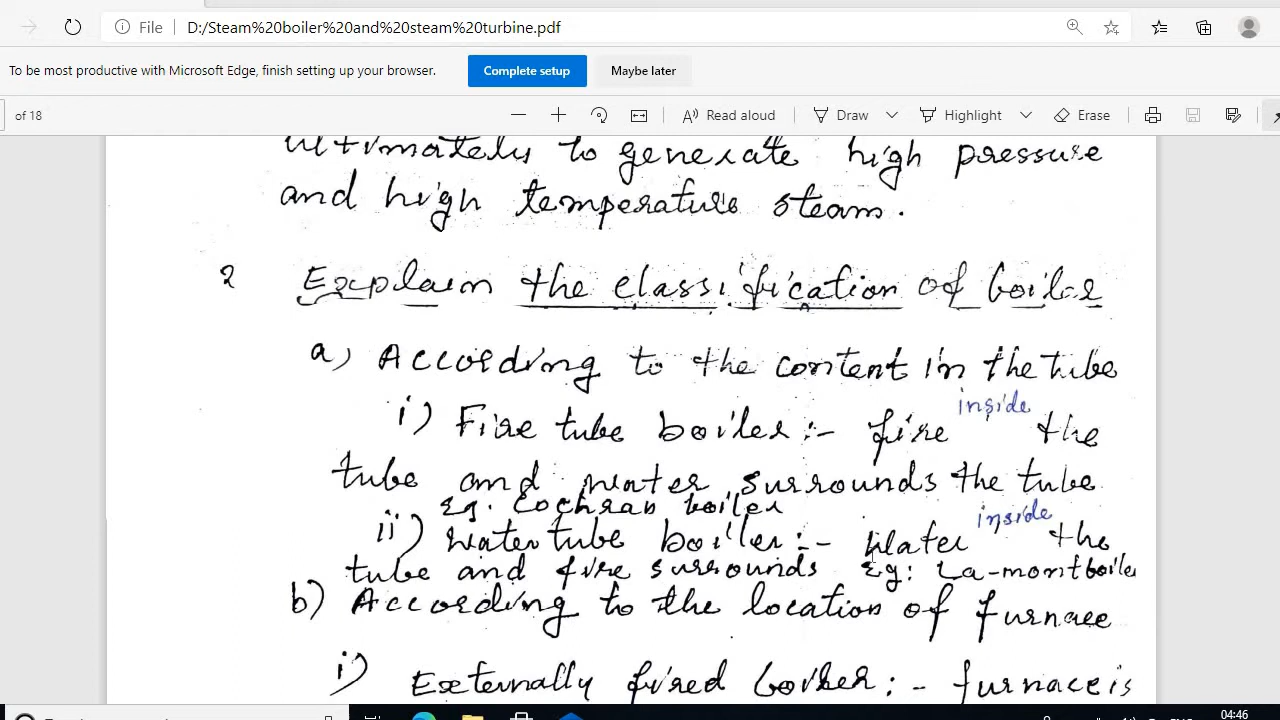 File D:/Steam%20boiler%20and%20steam%20turbine.pdf
To be most productive with Microsoft Edge, finish setting up your browser. Complete setup Maybe later
of 18 Read aloud Draw Highlight Erase
ultimately to generate high pressure
and high temperature steam.
2 Explain the classification of boiler
a) According to the content in the tube
inside
i) Fire tube boiler :- fire the
tube and water surrounds the tube
Eg. Cochran boiler
inside
ii) Water tube boiler :- Water the
tube and fire surrounds Eg: La-mont boiler
b) According to the location of furnace
i) Externally fired boiler :- furnace is
04:46